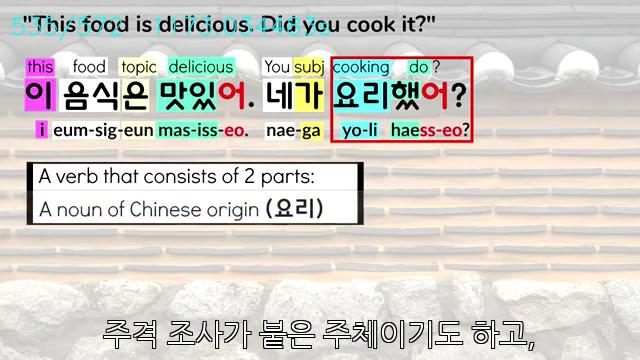 "This food is delicious. Did you cook it?"
this food topic delicious You subj cooking do ?
이 음식은 맛있어. 네가 요리했어?
i eum-sig-eun mas-iss-eo. nae-ga yo-li haess-eo?
A verb that consists of 2 parts:
A noun of Chinese origin (요리)
주격 조사가 붙은 주체이기도 하고,